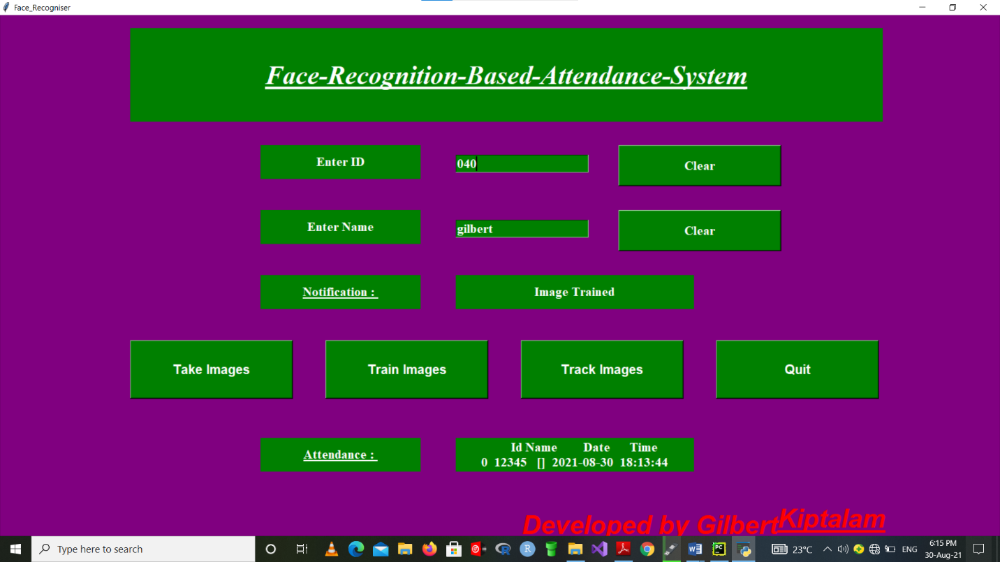 Face_Recogniser
Face-Recognition-Based-Attendance-System
Enter ID
040
Clear
Enter Name
gilbert
Clear
Notification :
Image Trained
Take Images
Train Images
Track Images
Quit
Attendance :
Id Name Date Time
0 12345 [] 2021-08-30 18:13:44
Developed by Gilbert Kiptalam
Type here to search
23°C
ENG
6:15 PM
30-Aug-21